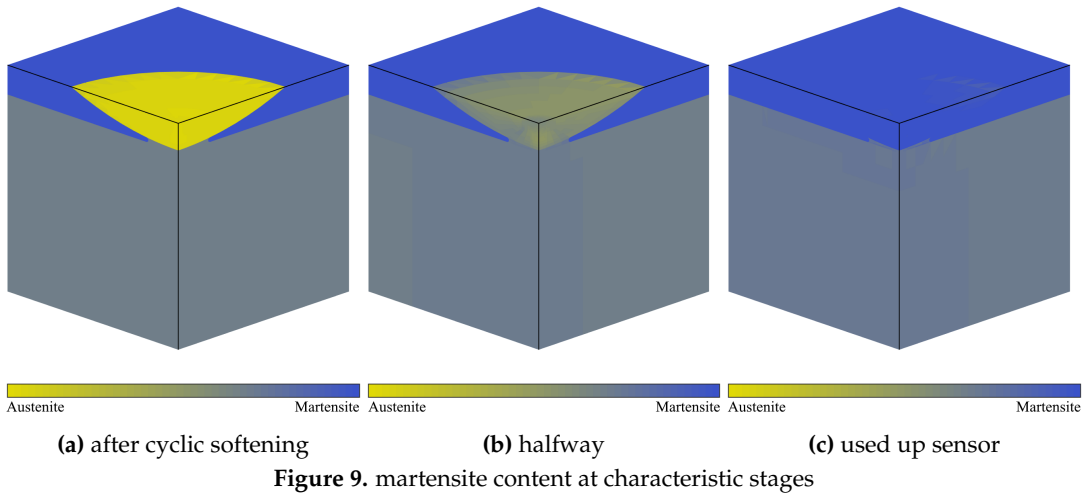 Austenite Martensite Austenite Martensite Austenite Martensite
(a) after cyclic softening (b) halfway (c) used up sensor
Figure 9. martensite content at characteristic stages